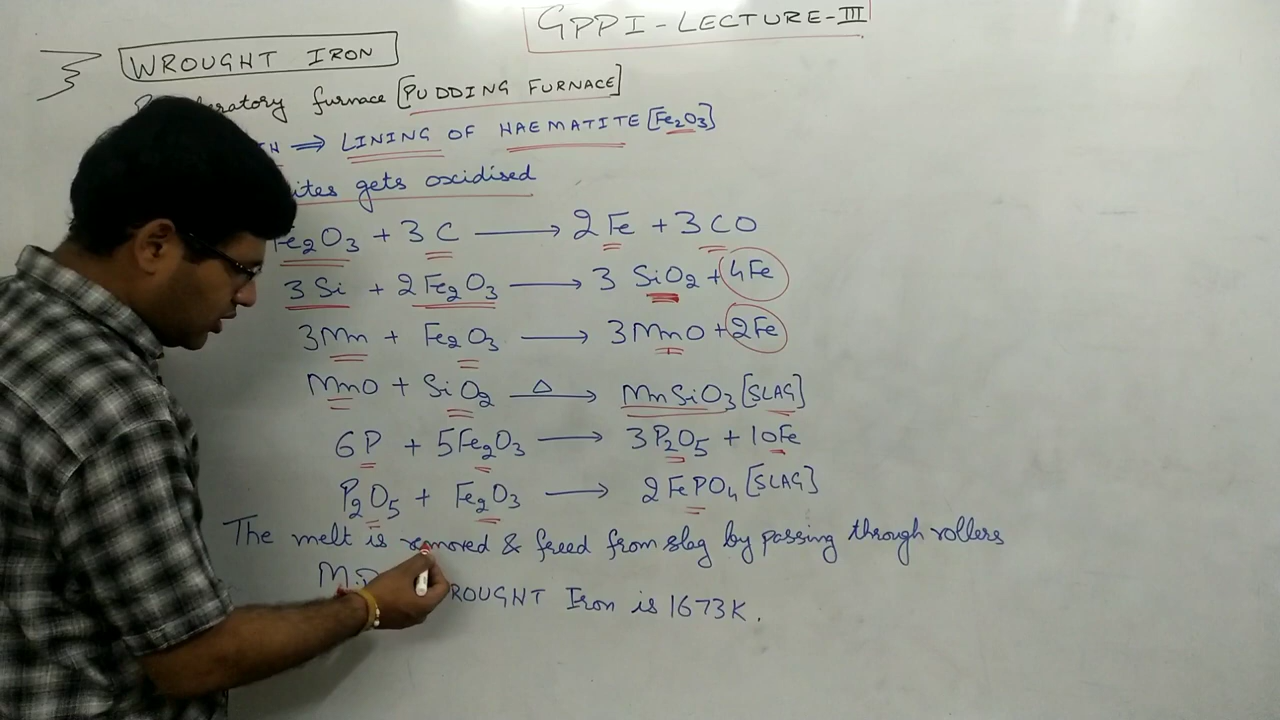 GPPI-LECTURE-III
WROUGHT IRON
furnace [PUDDING FURNACE]
⟹ LINING OF HAEMATITE [Fe₂O₃]
gets oxidised
Fe₂O₃ + 3C ⟶ 2Fe + 3CO
3Si + 2Fe₂O₃ ⟶ 3SiO₂ + 4Fe
3Mn + Fe₂O₃ ⟶ 3MnO + 2Fe
MnO + SiO₂ —Δ→ MnSiO₃ [SLAG]
6P + 5Fe₂O₃ ⟶ 3P₂O₅ + 10Fe
P₂O₅ + Fe₂O₃ ⟶ 2FePO₄ [SLAG]
The melt is removed & freed from slag by passing through rollers
ROUGHT Iron is 1673K.